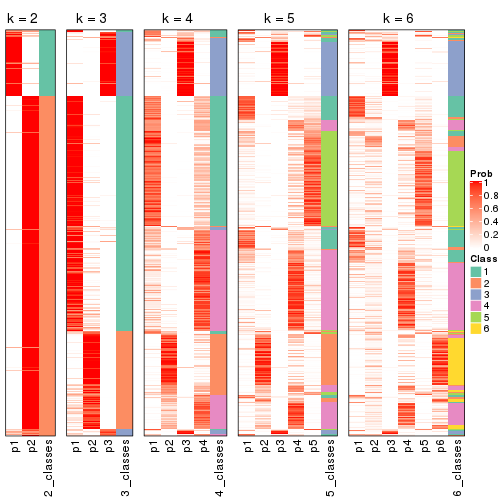 k = 2
k = 3
k = 4
k = 5
k = 6
p1
p2
2_classes
p1
p2
p3
3_classes
p1
p2
p3
p4
4_classes
p1
p2
p3
p4
p5
5_classes
p1
p2
p3
p4
p5
p6
6_classes
Prob
1
0.8
0.6
0.4
0.2
0
Class
1
2
3
4
5
6